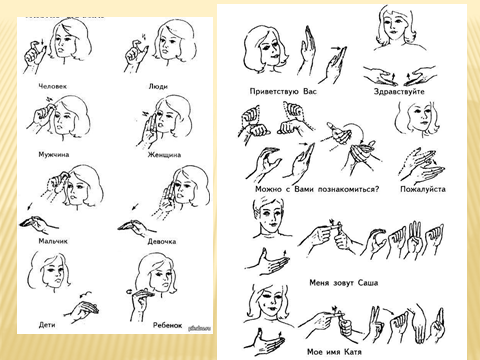 Человек Люди
Мужчина Женщина
Мальчик Девочка
Дети Ребенок
Приветствую Вас Здравствуйте
Можно с Вами познакомиться? Пожалуйста
Меня зовут Саша
Мое имя Катя